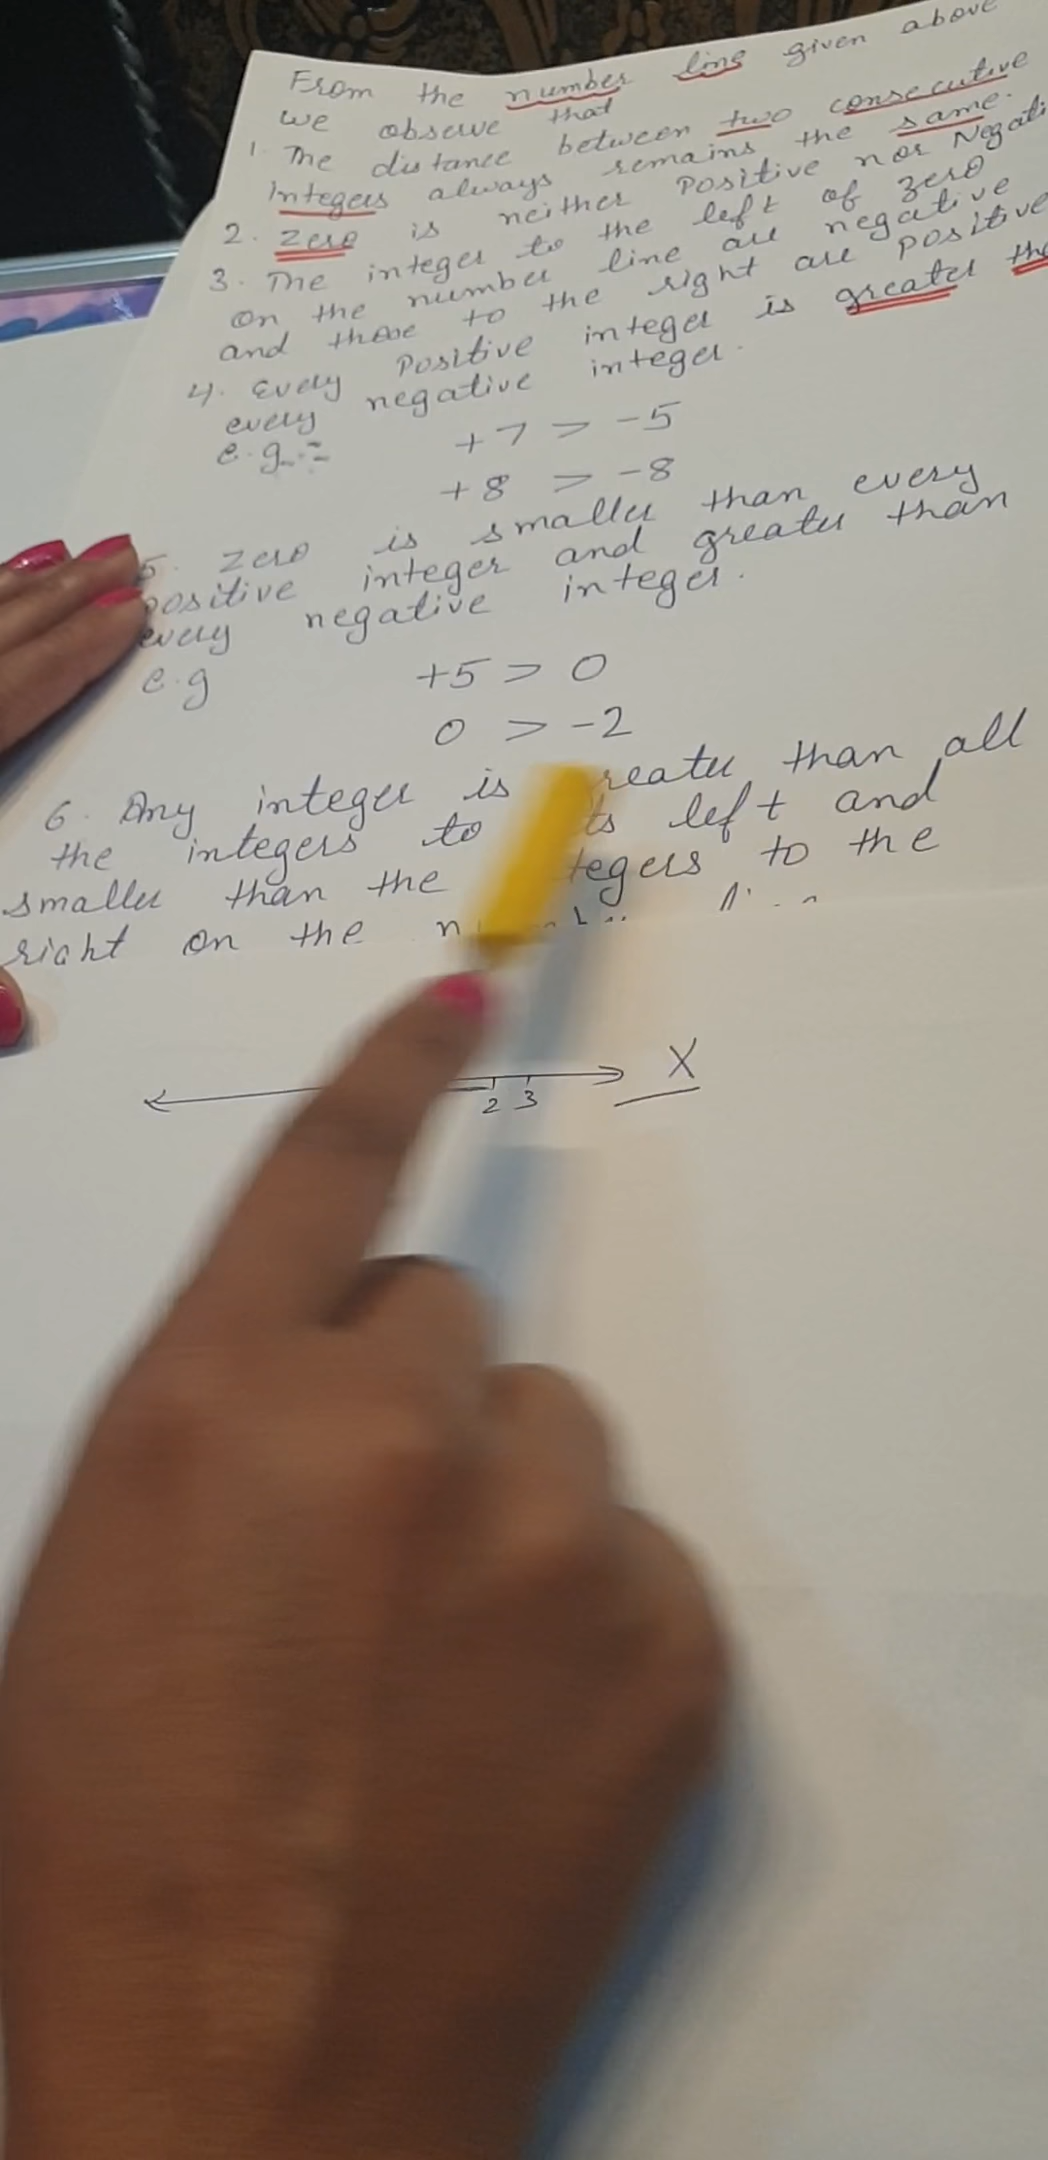 From the number line given above
we observe that
1. The distance between two consecutive
integers always remains the same.
2. zero is neither Positive nor Negati
3. The integer to the left of zero
on the number line are negative
and those to the right are positive
4. Every Positive integer is greater tha
every negative integer.
e.g.:- +7 > -5
+8 > -8
5. zero is smaller than every
positive integer and greater than
every negative integer.
e.g +5 > 0
0 > -2
6. Any integer is reater than all
the integers to ts left and
smaller than the tegers to the
right on the
X
2 3